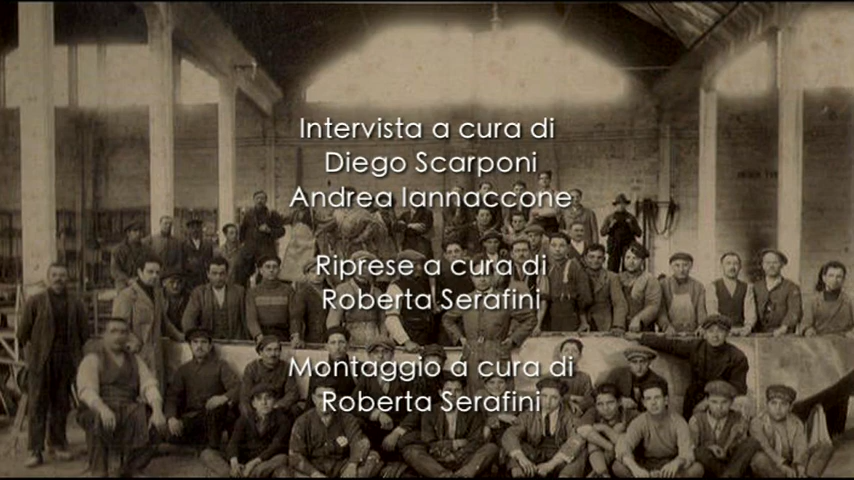 Intervista a cura di
Diego Scarponi
Andrea Iannaccone
Riprese a cura di
Roberta Serafini
Montaggio a cura di
Roberta Serafini